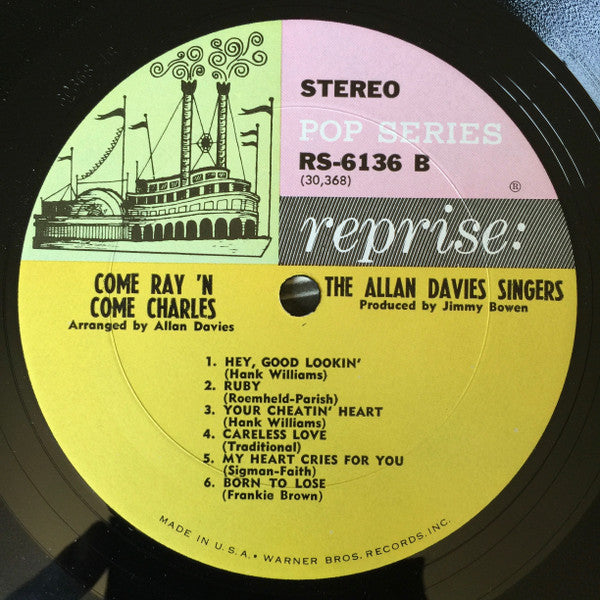 STEREO
POP SERIES
RS-6136 B
(30,368)
®
reprise:
COME RAY 'N
COME CHARLES
Arranged by Allan Davies
THE ALLAN DAVIES SINGERS
Produced by Jimmy Bowen
1. HEY, GOOD LOOKIN'
(Hank Williams)
2. RUBY
(Roemheld-Parish)
3. YOUR CHEATIN' HEART
(Hank Williams)
4. CARELESS LOVE
(Traditional)
5. MY HEART CRIES FOR YOU
(Sigman-Faith)
6. BORN TO LOSE
(Frankie Brown)
MADE IN U.S.A. • WARNER BROS. RECORDS, INC.